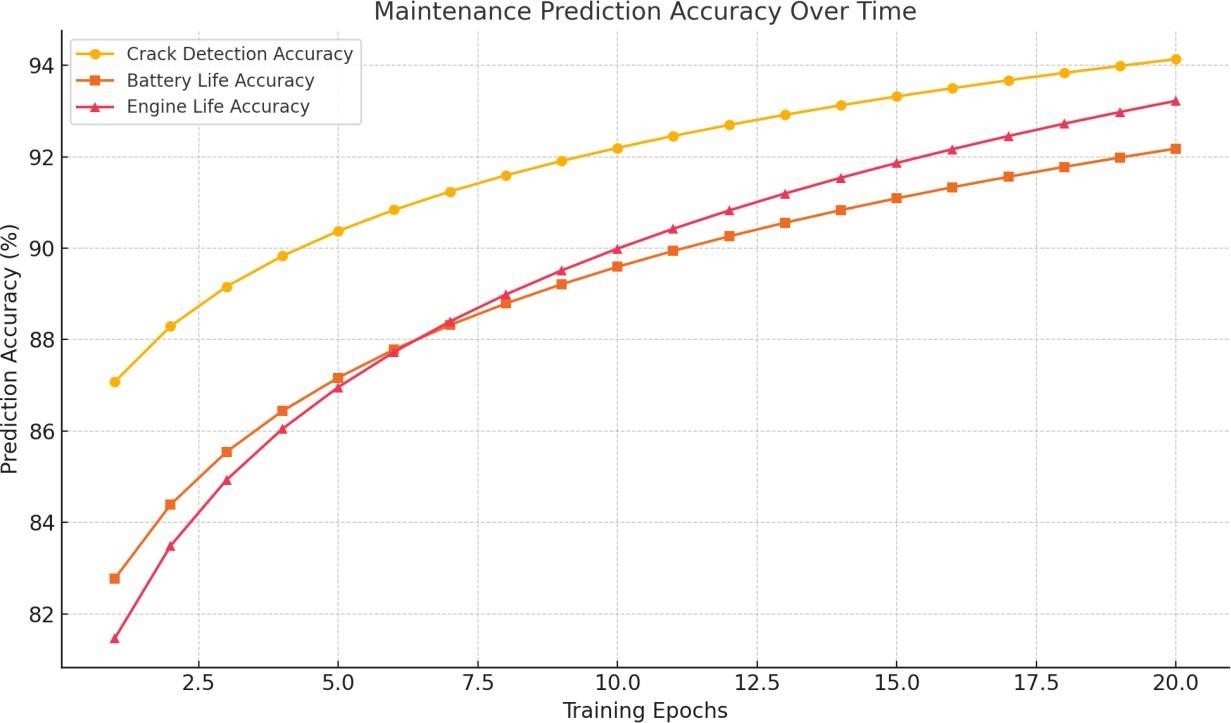 Maintenance Prediction Accuracy Over Time
Crack Detection Accuracy
Battery Life Accuracy
Engine Life Accuracy
Prediction Accuracy (%)
94
92
90
88
86
84
82
2.5 5.0 7.5 10.0 12.5 15.0 17.5 20.0
Training Epochs